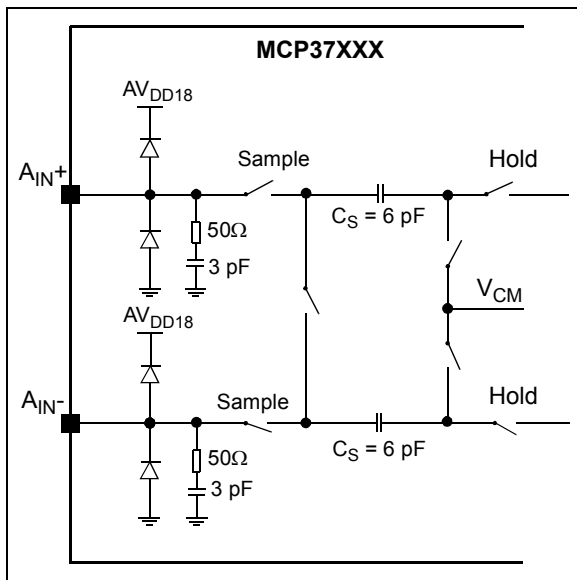 MCP37XXX
AVDD18
AIN+
Sample
Hold
50Ω
3 pF
CS = 6 pF
VCM
AVDD18
AIN-
Sample
Hold
50Ω
3 pF
CS = 6 pF